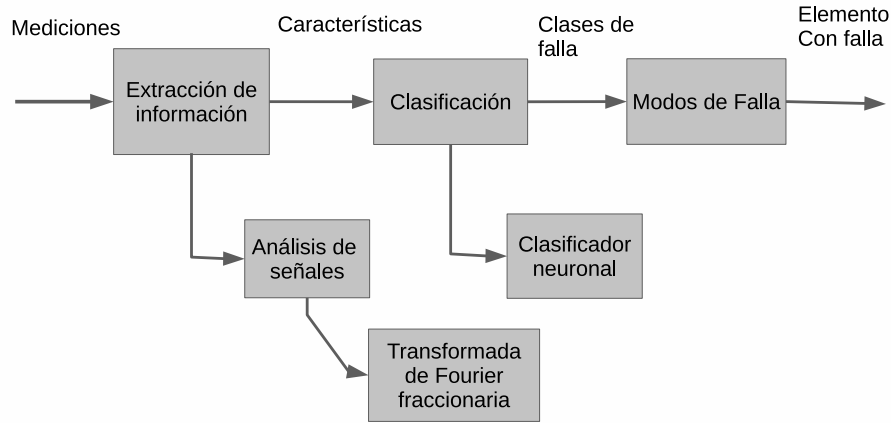 Mediciones
Características
Clases de
falla
Elemento
Con falla
Extracción de
información
Clasificación
Modos de Falla
Análisis de
señales
Clasificador
neuronal
Transformada
de Fourier
fraccionaria